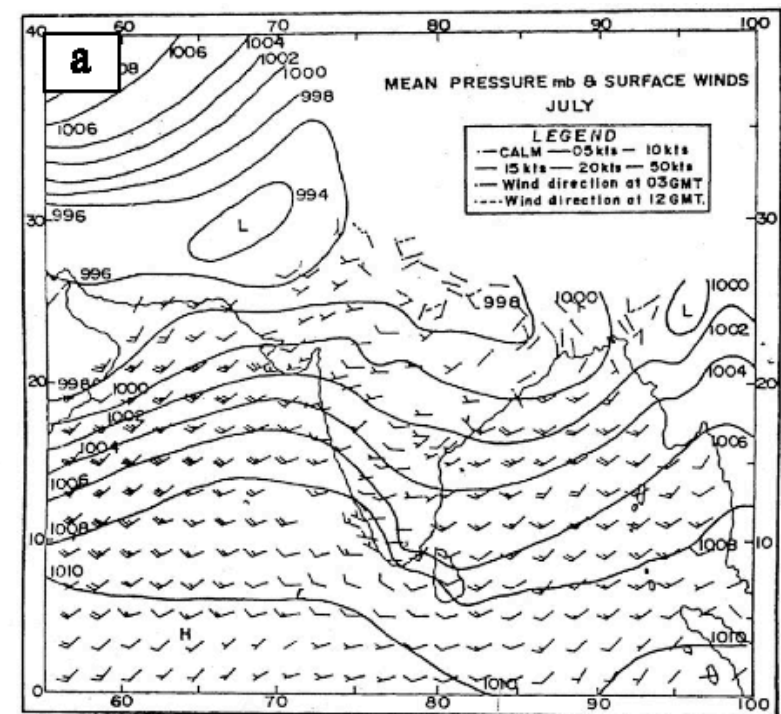 60 70 80 90 100
40
a
08
1006
1004
1002
1000
998
1006
MEAN PRESSURE mb & SURFACE WINDS
JULY
LEGEND
CALM 05kts 10kts
15kts 20kts 50kts
Wind direction at 03GMT.
Wind direction at 12GMT.
994
L
30
30
996
996
998
1000
1000
L
1002
998
20
20
1000
1004
1002
1004
1006
1006
1008
1008
10
10
1010
H
1010
1010
0
0
60 70 80 90 100